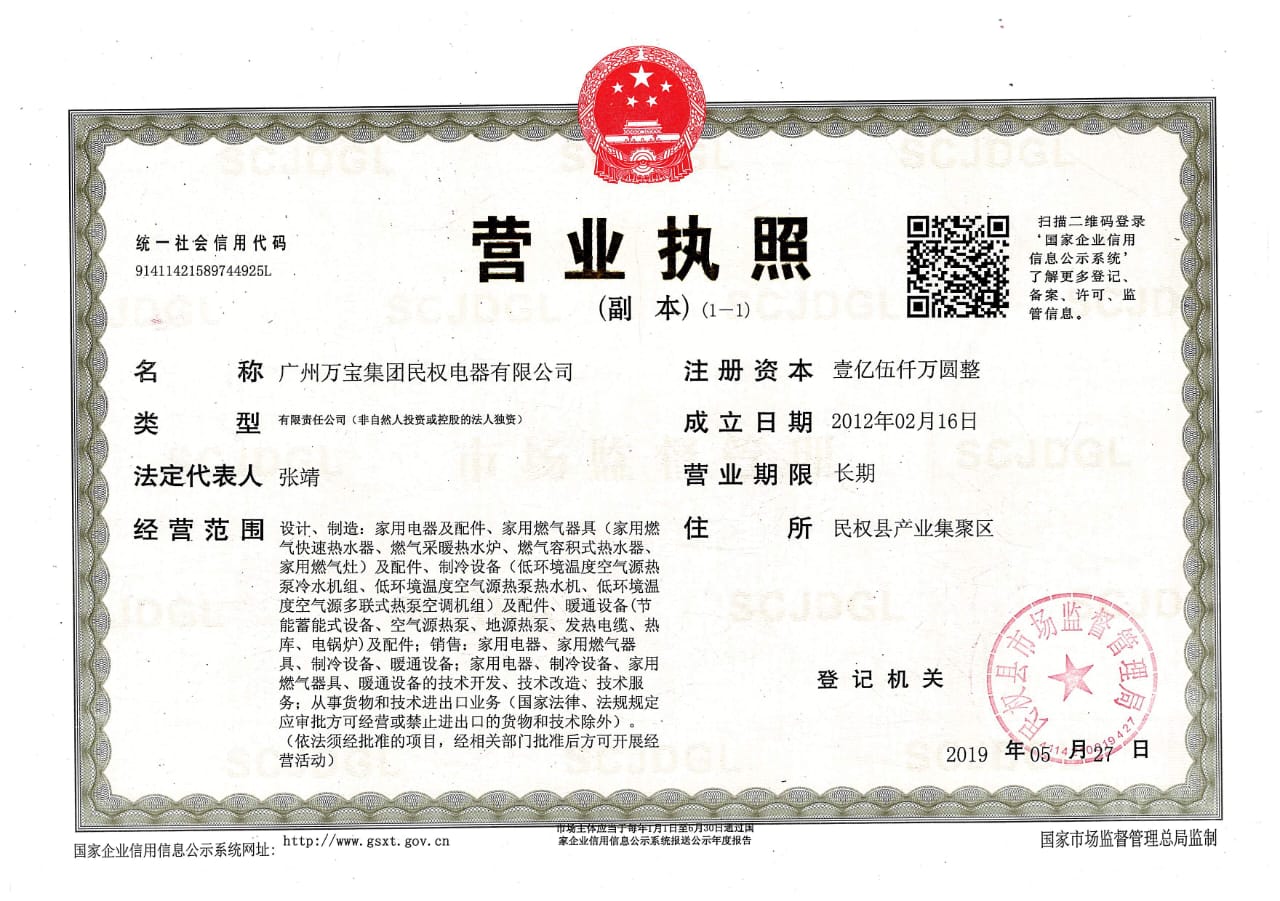 统一社会信用代码
91411421589744925L
营业执照
(副 本) (1-1)
扫描二维码登录
‘国家企业信用
信息公示系统’
了解更多登记、
备案、许可、监
管信息。
名 称 广州万宝集团民权电器有限公司
类 型 有限责任公司（非自然人投资或控股的法人独资）
法定代表人 张靖
经营范围 设计、制造：家用电器及配件、家用燃气器具（家用燃
气快速热水器、燃气采暖热水炉、燃气容积式热水器、
家用燃气灶）及配件、制冷设备（低环境温度空气源热
泵冷水机组、低环境温度空气源热泵热水机、低环境温
度空气源多联式热泵空调机组）及配件、暖通设备(节
能蓄能式设备、空气源热泵、地源热泵、发热电缆、热
库、电锅炉)及配件；销售：家用电器、家用燃气器
具、制冷设备、暖通设备；家用电器、制冷设备、家用
燃气器具、暖通设备的技术开发、技术改造、技术服
务；从事货物和技术进出口业务（国家法律、法规规定
应审批方可经营或禁止进出口的货物和技术除外）。
（依法须经批准的项目，经相关部门批准后方可开展经
营活动）
注册资本 壹亿伍仟万圆整
成立日期 2012年02月16日
营业期限 长期
住 所 民权县产业集聚区
登记机关
民权县市场监督管理局
2019 年 05 月 27 日
国家企业信用信息公示系统网址：http://www.gsxt.gov.cn
市场主体应当于每年1月1日至6月30日通过国
家企业信用信息公示系统报送公示年度报告
国家市场监督管理总局监制
SCJDGL
市场监督管理